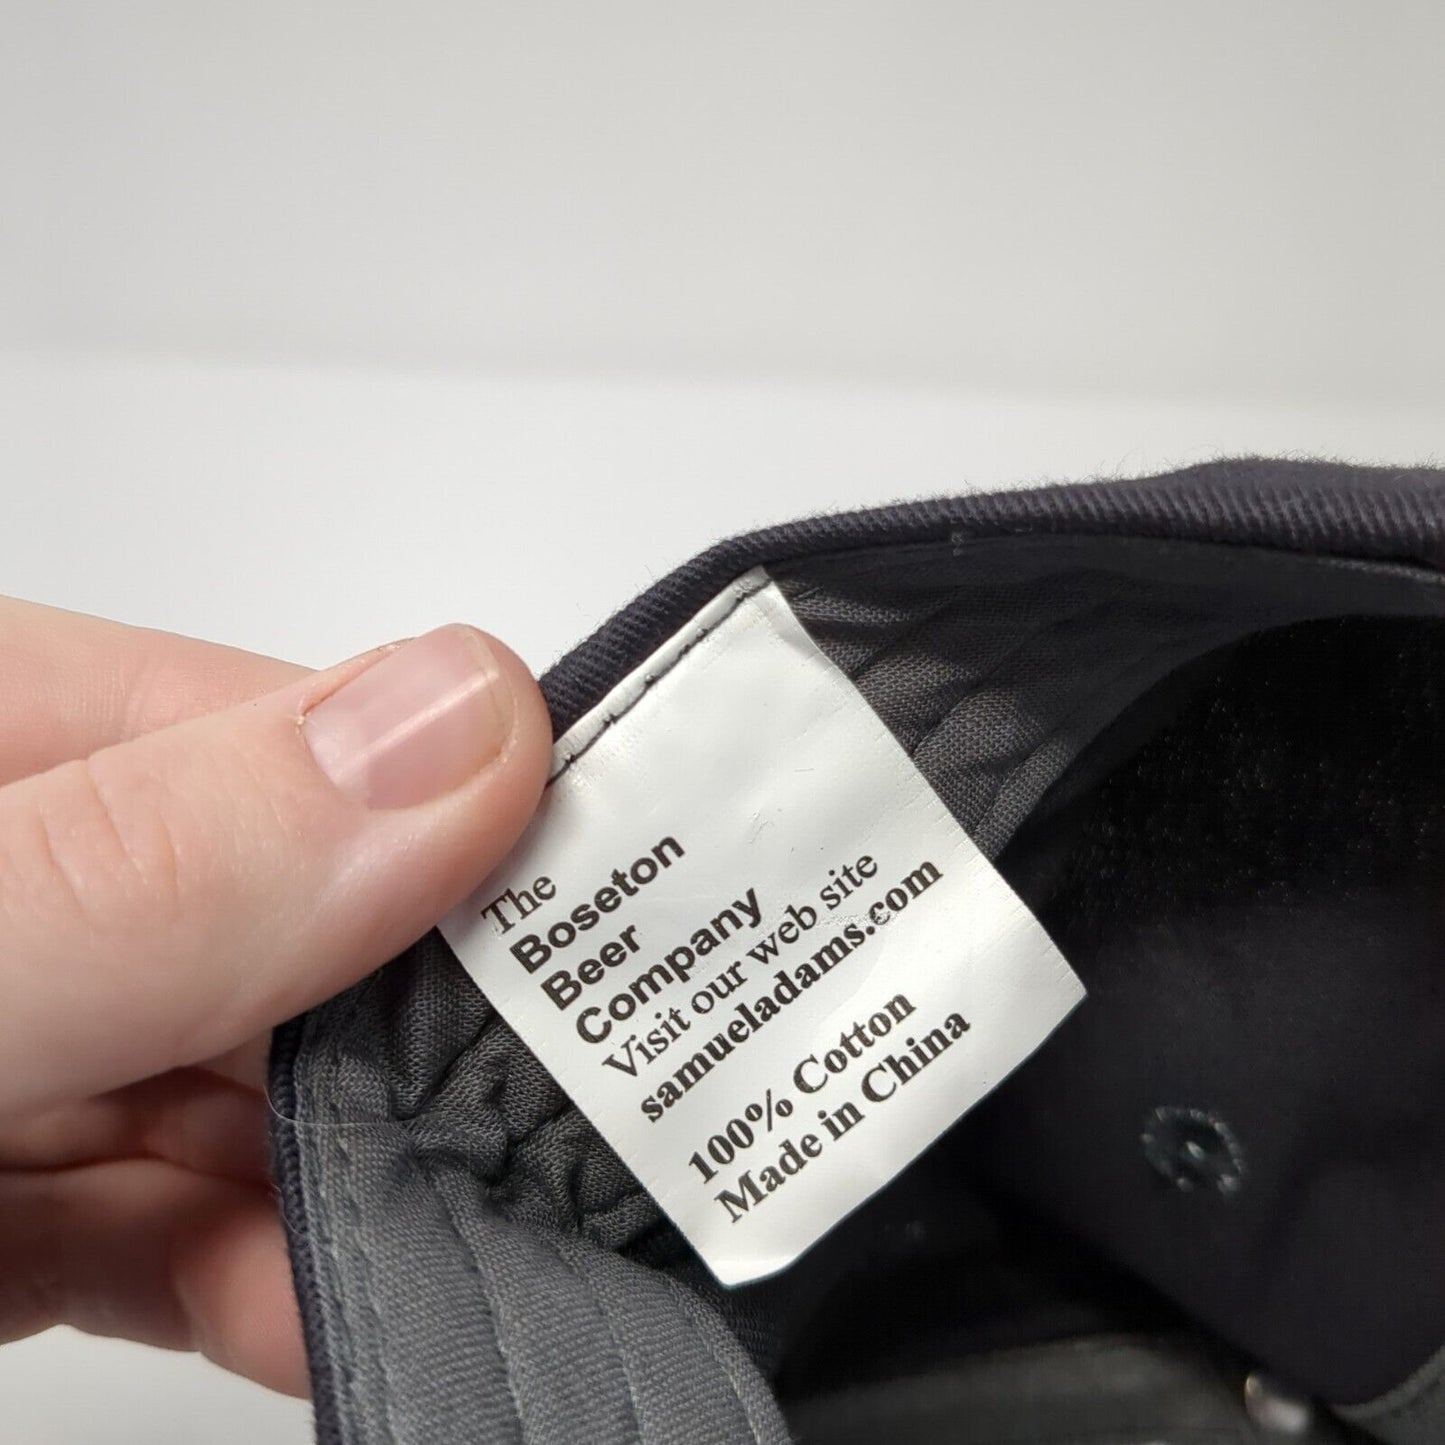 The
Boseton
Beer
Company
Visit our web site
samueladams.com
100% Cotton
Made in China